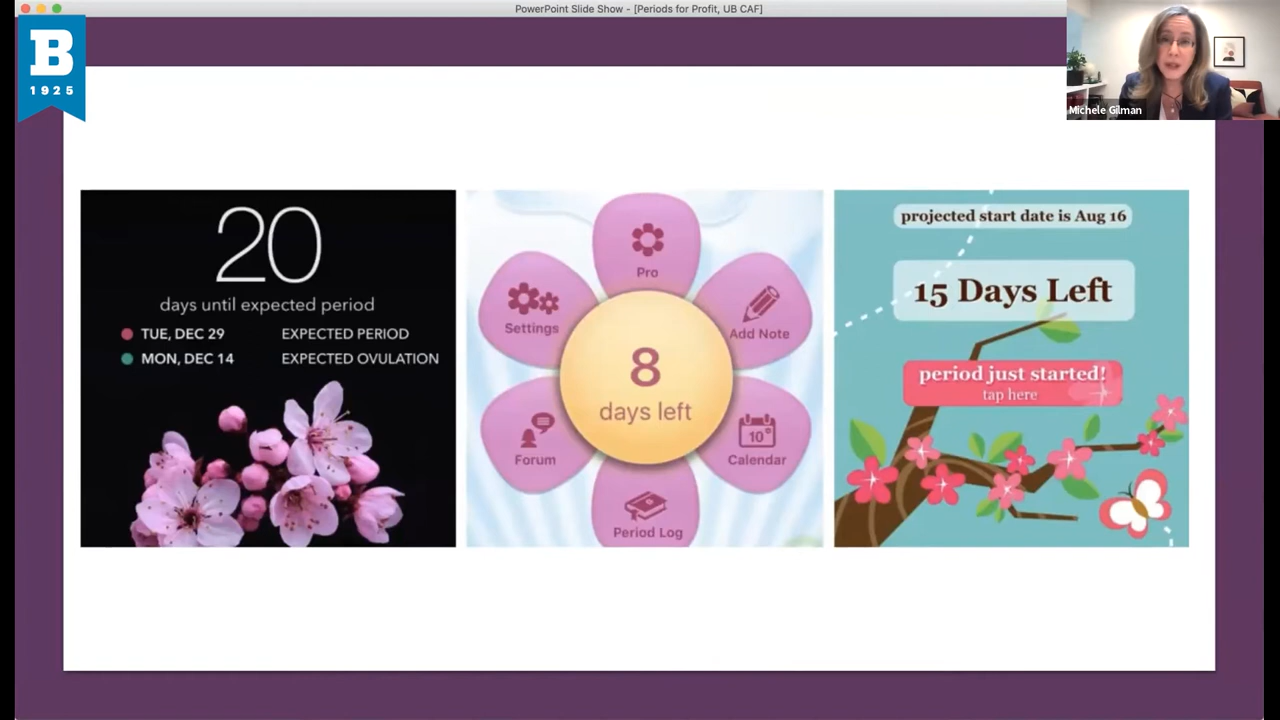 PowerPoint Slide Show - [Periods for Profit, UB CAF]
B
1925
Michele Gilman
20
days until expected period
TUE, DEC 29 EXPECTED PERIOD
MON, DEC 14 EXPECTED OVULATION
Pro
Settings
Add Note
8
days left
Forum
10
Calendar
Period Log
projected start date is Aug 16
15 Days Left
period just started!
tap here